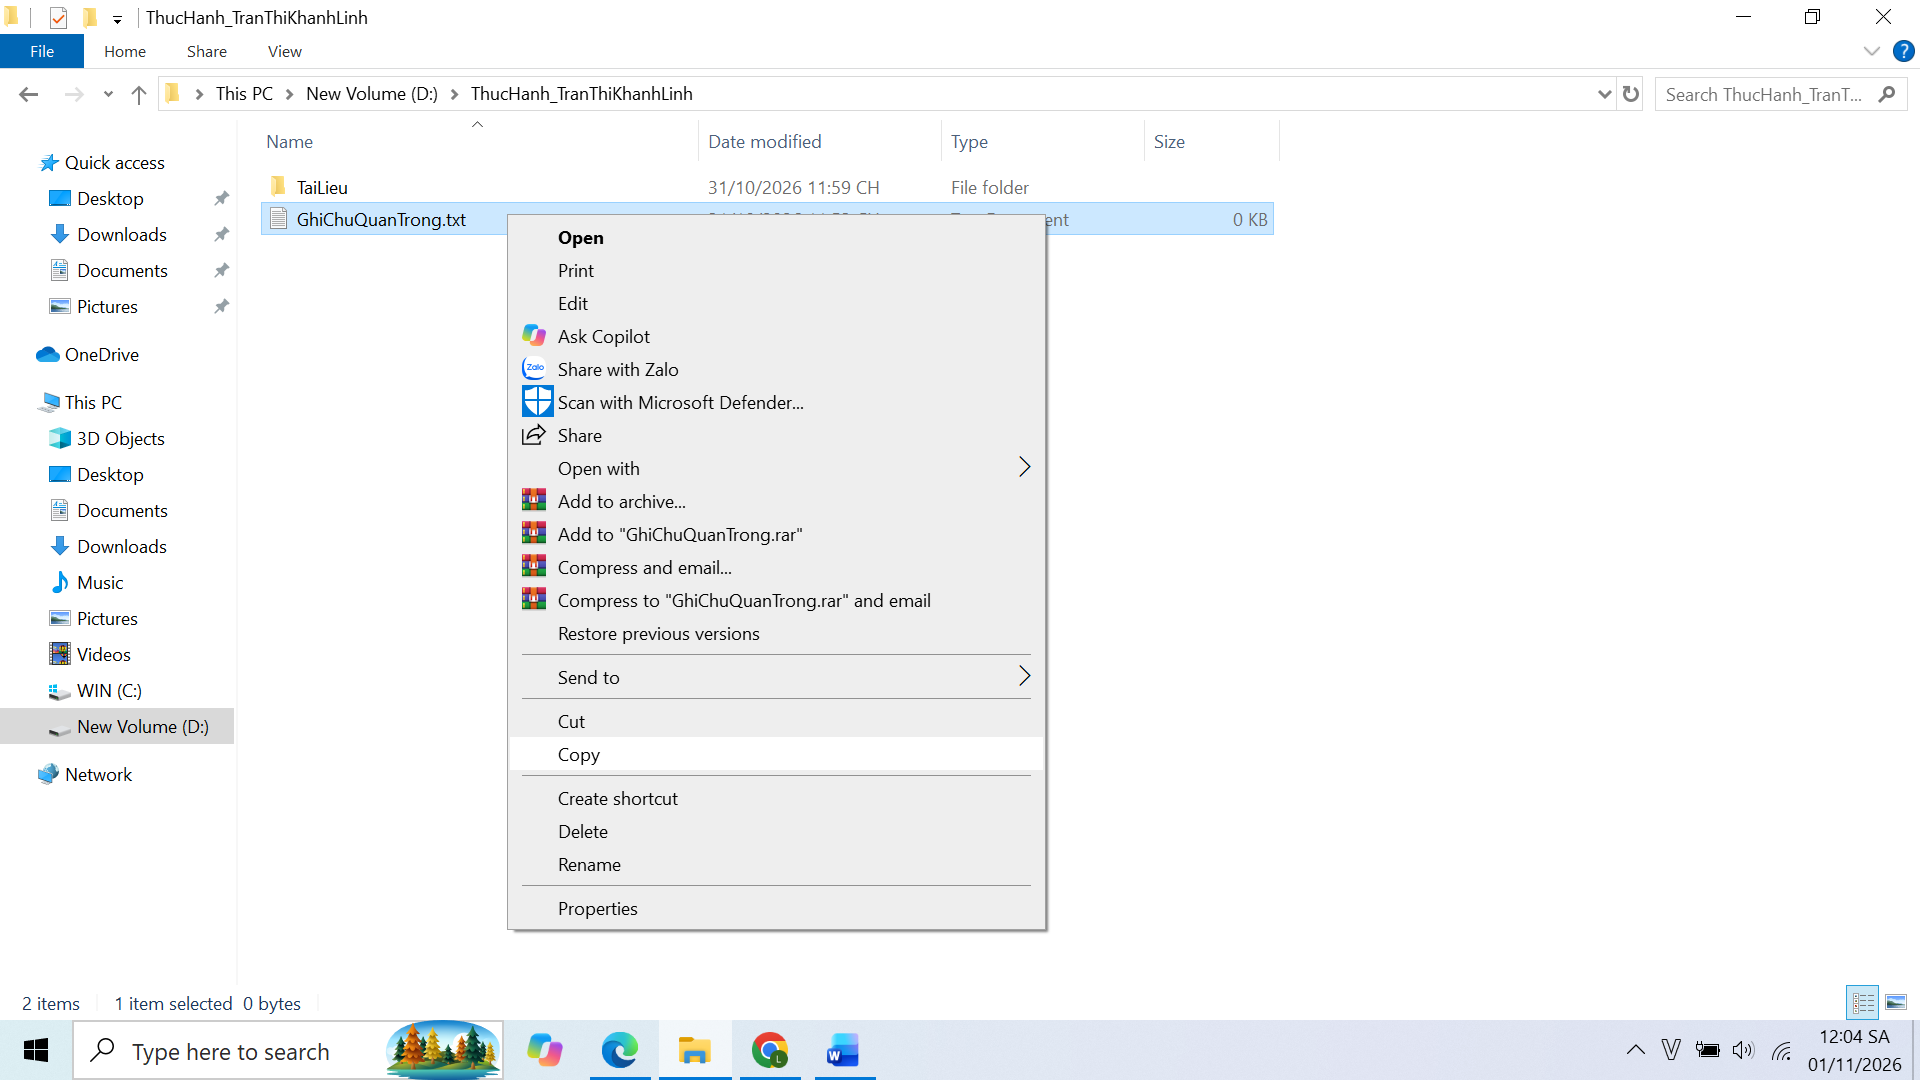 ThucHanh_TranThiKhanhLinh
File Home Share View
This PC New Volume (D:) ThucHanh_TranThiKhanhLinh
Search ThucHanh_TranT...
Name Date modified Type Size
Quick access
Desktop
Downloads
Documents
Pictures
OneDrive
This PC
3D Objects
Desktop
Documents
Downloads
Music
Pictures
Videos
WIN (C:)
New Volume (D:)
Network
TaiLieu 31/10/2026 11:59 CH File folder
GhiChuQuanTrong.txt 0 KB
Open
Print
Edit
Ask Copilot
Zalo Share with Zalo
Scan with Microsoft Defender...
Share
Open with
Add to archive...
Add to "GhiChuQuanTrong.rar"
Compress and email...
Compress to "GhiChuQuanTrong.rar" and email
Restore previous versions
Send to
Cut
Copy
Create shortcut
Delete
Rename
Properties
2 items 1 item selected 0 bytes
Type here to search
12:04 SA
01/11/2026